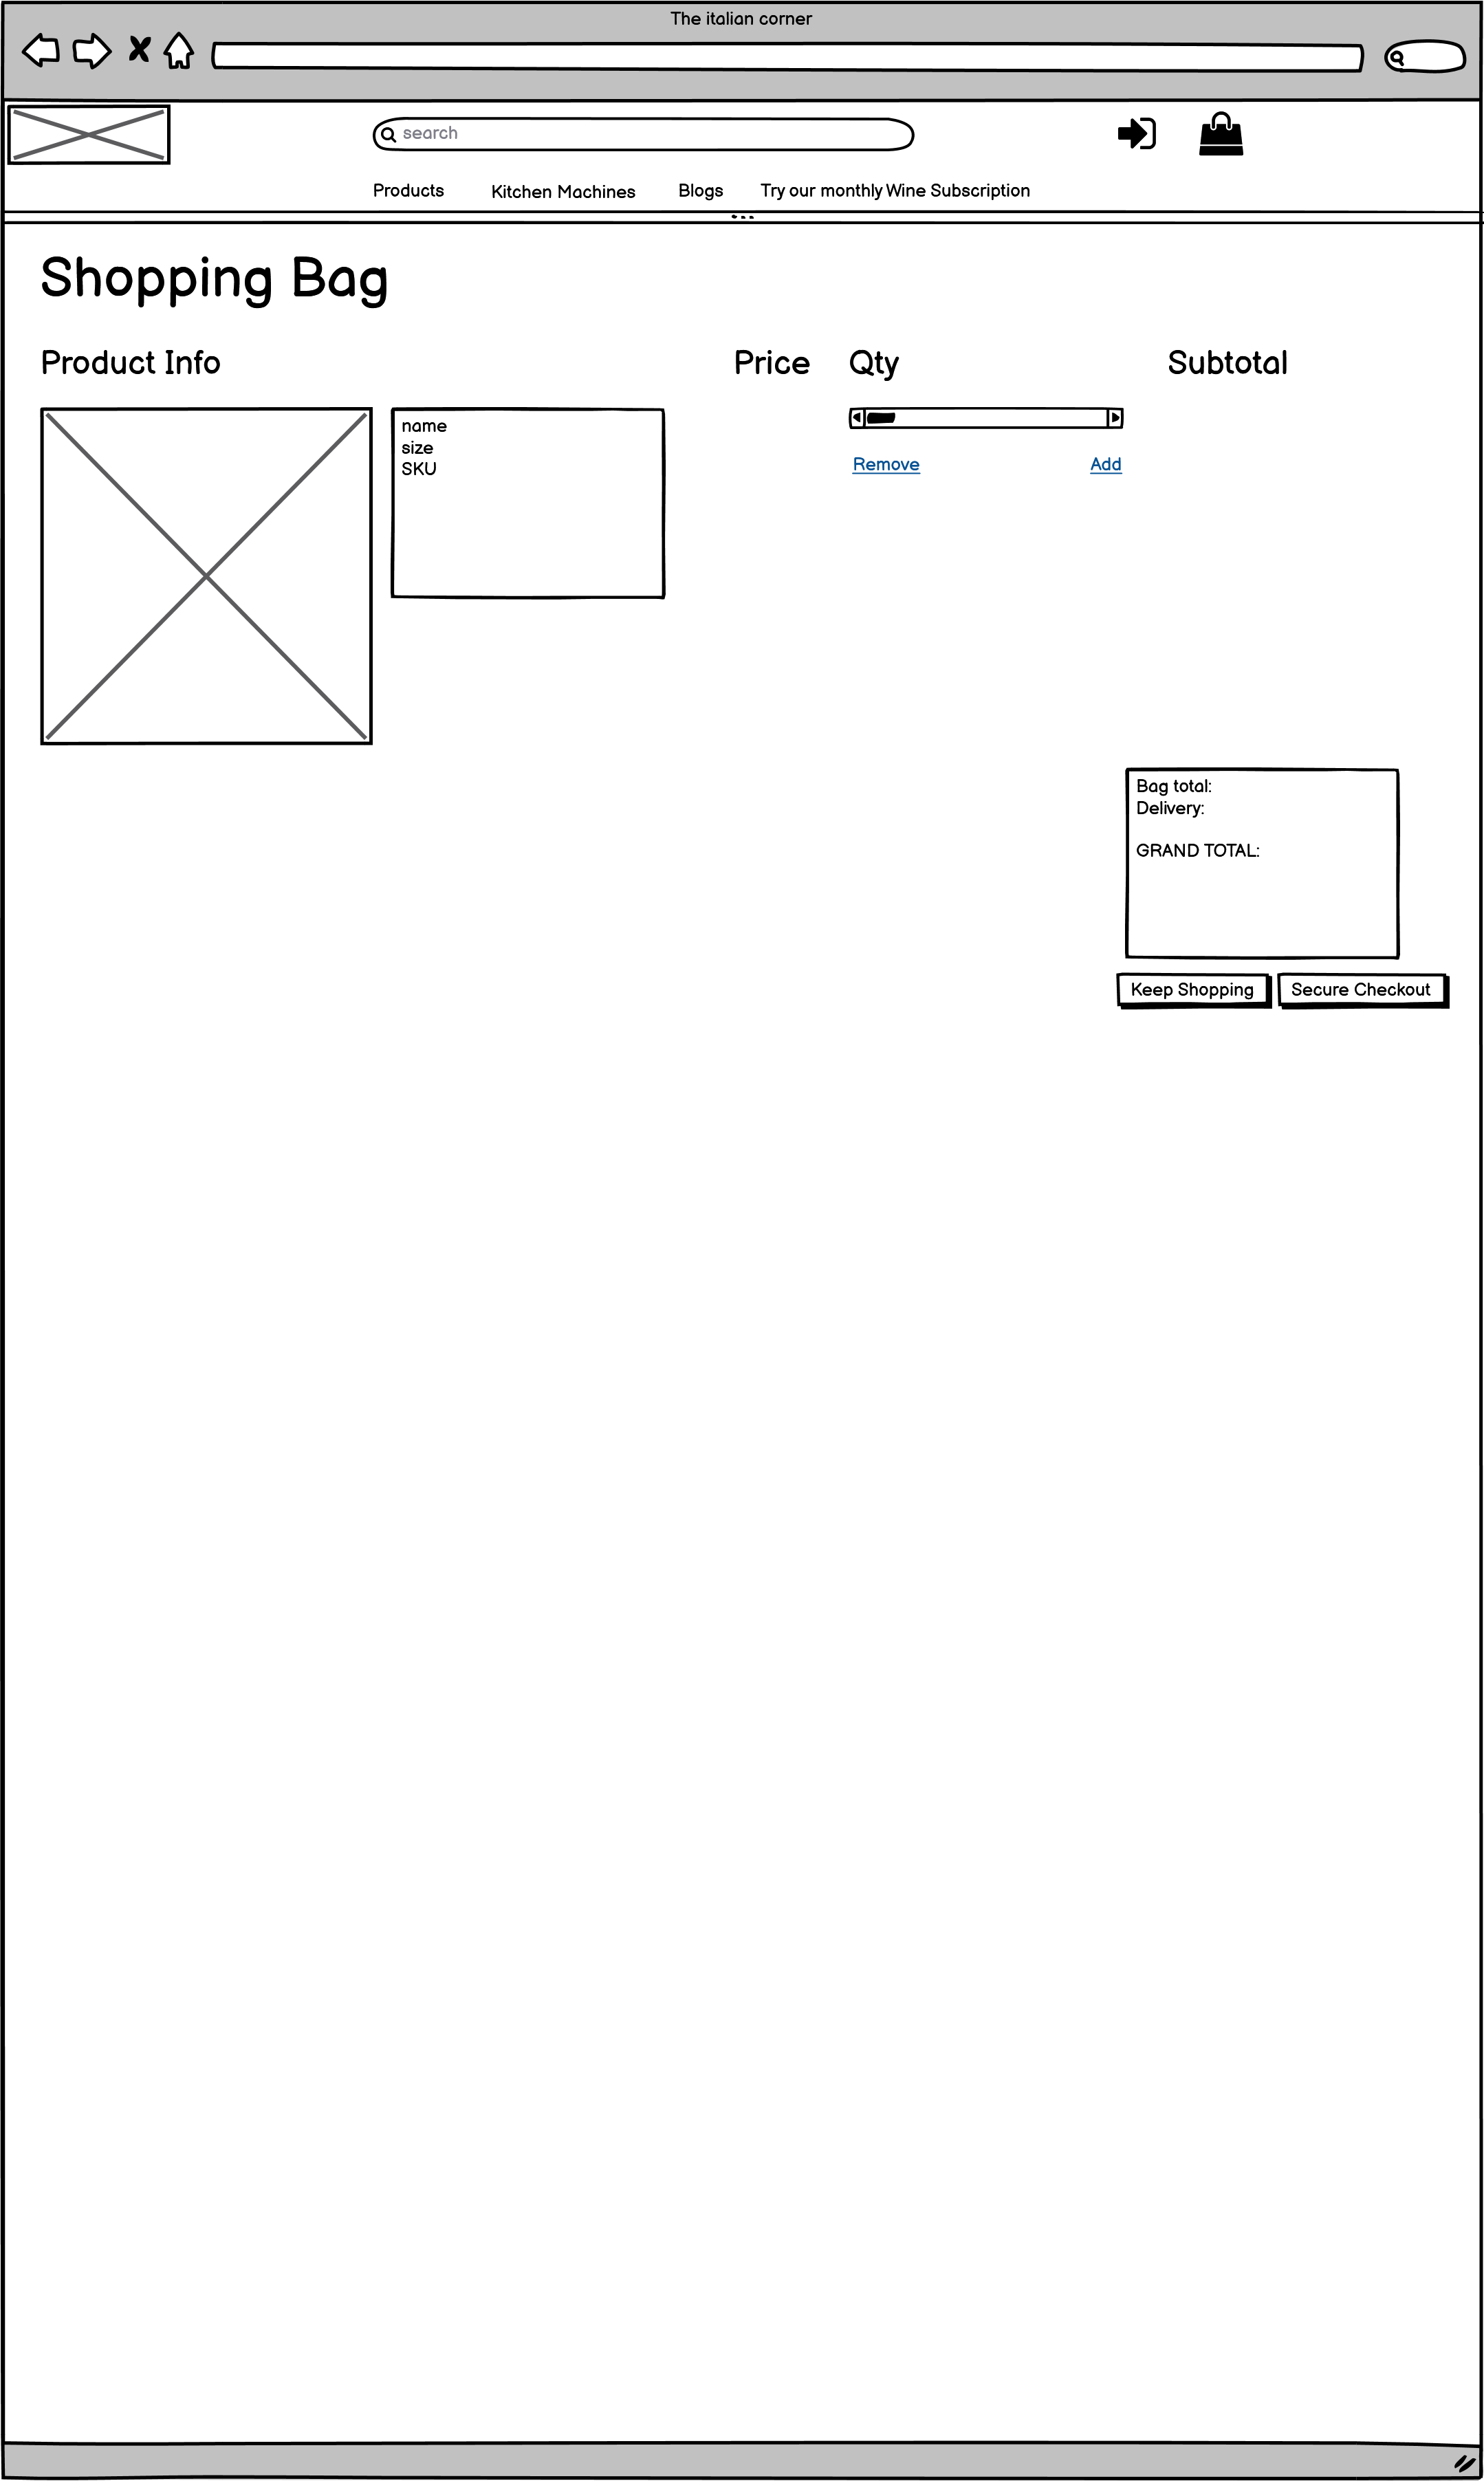 The italian corner
search
Products Kitchen Machines Blogs Try our monthly Wine Subscription
Shopping Bag
Product Info Price Qty Subtotal
name
size
SKU
Remove Add
Bag total:
Delivery:
GRAND TOTAL:
Keep Shopping Secure Checkout